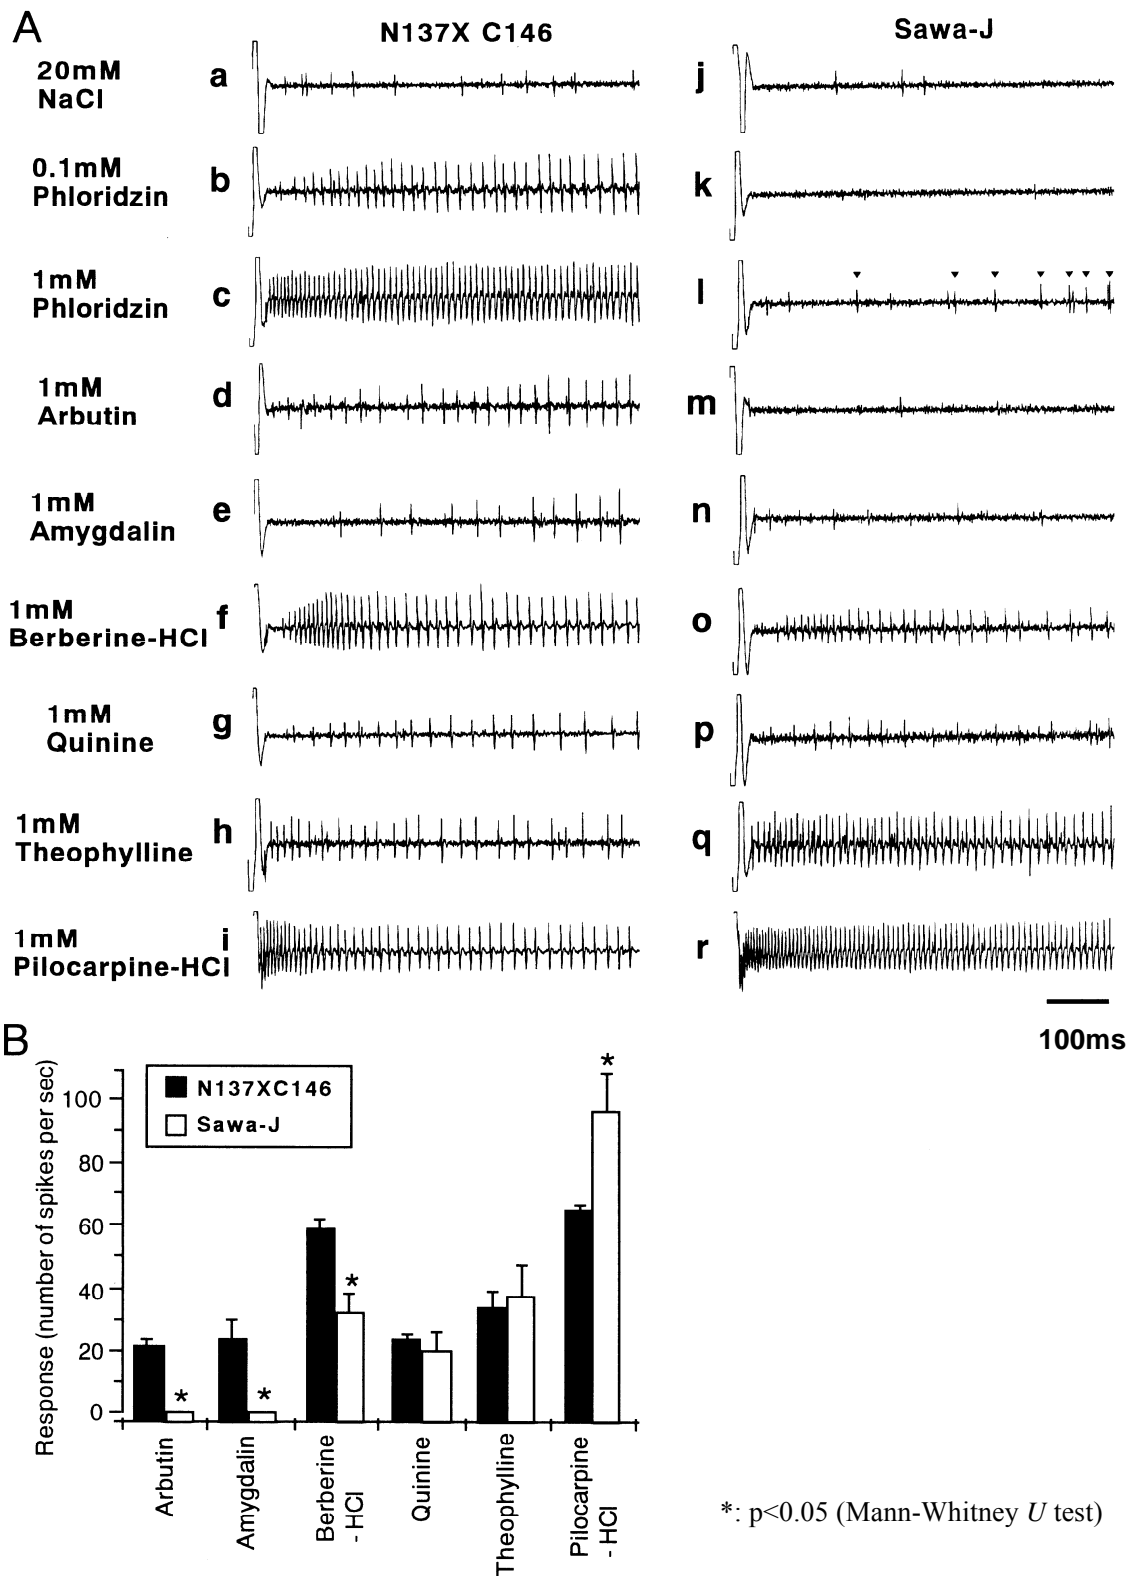 A
N137X C146
Sawa-J
20mM
NaCl
a
j
0.1mM
Phloridzin
b
k
1mM
Phloridzin
c
l
1mM
Arbutin
d
m
1mM
Amygdalin
e
n
1mM
Berberine-HCl
f
o
1mM
Quinine
g
p
1mM
Theophylline
h
q
1mM
Pilocarpine-HCl
i
r
100ms
B
Response (number of spikes per sec)
100
80
60
40
20
0
N137XC146
Sawa-J
*
*
*
*
Arbutin
Amygdalin
Berberine
- HCl
Quinine
Theophylline
Pilocarpine
- HCl
*: p<0.05 (Mann-Whitney U test)